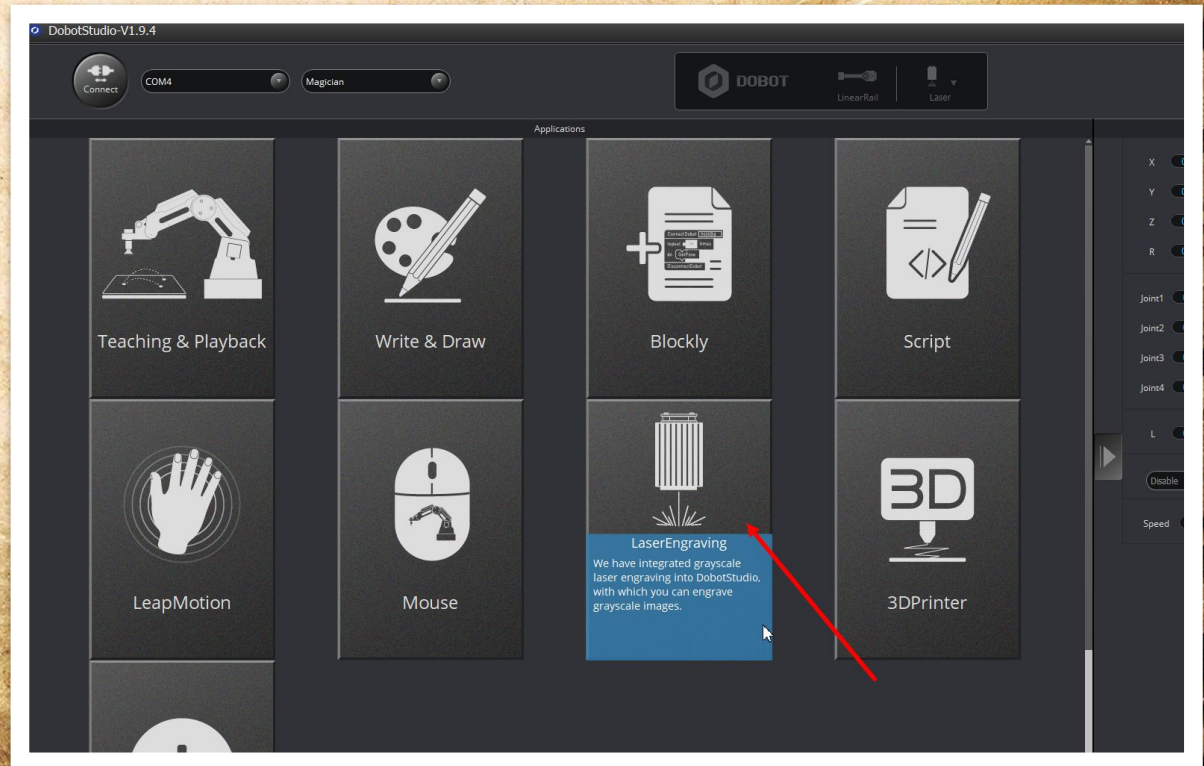 DobotStudio-V1.9.4
Connect
COM4
Magician
DOBOT
LinearRail
Laser
Applications
Teaching & Playback
Write & Draw
Blockly
Script
LeapMotion
Mouse
LaserEngraving
We have integrated grayscale
laser engraving into DobotStudio,
with which you can engrave
grayscale images.
3D
3DPrinter
X
Y
Z
R
Joint1
Joint2
Joint3
Joint4
L
Disable
Speed